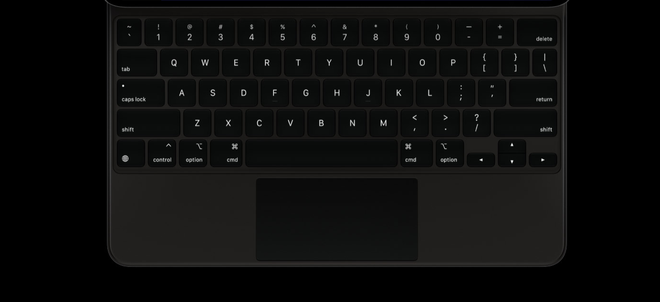 ~ ! @ # $ % ^ & * ( ) — +
` 1 2 3 4 5 6 7 8 9 0 - = delete
tab Q W E R T Y U I O P { [ } ] | \
caps lock A S D F G H J K L : ; " ' return
shift Z X C V B N M < , > . ? / shift
^ ⌥ ⌘ ⌘ ⌥
control option cmd cmd option ◂ ▴ ▾ ▸